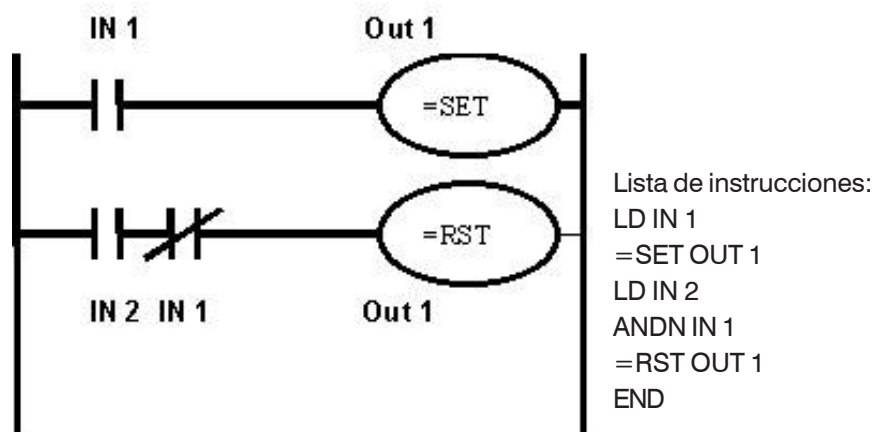 IN 1 Out 1
=SET
=RST
IN 2 IN 1 Out 1
Lista de instrucciones:
LD IN 1
=SET OUT 1
LD IN 2
ANDN IN 1
=RST OUT 1
END